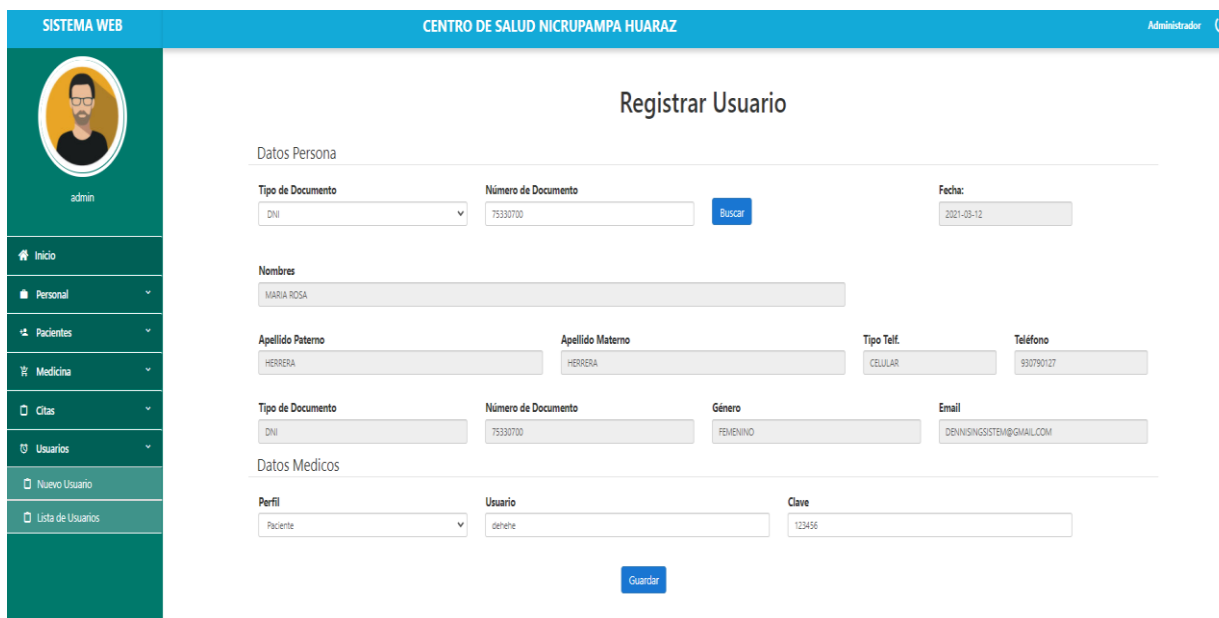 SISTEMA WEB
CENTRO DE SALUD NICRUPAMPA HUARAZ
Administrador
admin
Inicio
Personal
Pacientes
Medicina
Citas
Usuarios
Nuevo Usuario
Lista de Usuarios
Registrar Usuario
Datos Persona
Tipo de Documento Número de Documento Fecha:
DNI 75330700 Buscar 2021-03-12
Nombres
MARIA ROSA
Apellido Paterno Apellido Materno Tipo Telf. Teléfono
HERRERA HERRERA CELULAR 930790127
Tipo de Documento Número de Documento Género Email
DNI 75330700 FEMENINO DENNISINGSISTEM@GMAIL.COM
Datos Medicos
Perfil Usuario Clave
Paciente dehehe 123456
Guardar